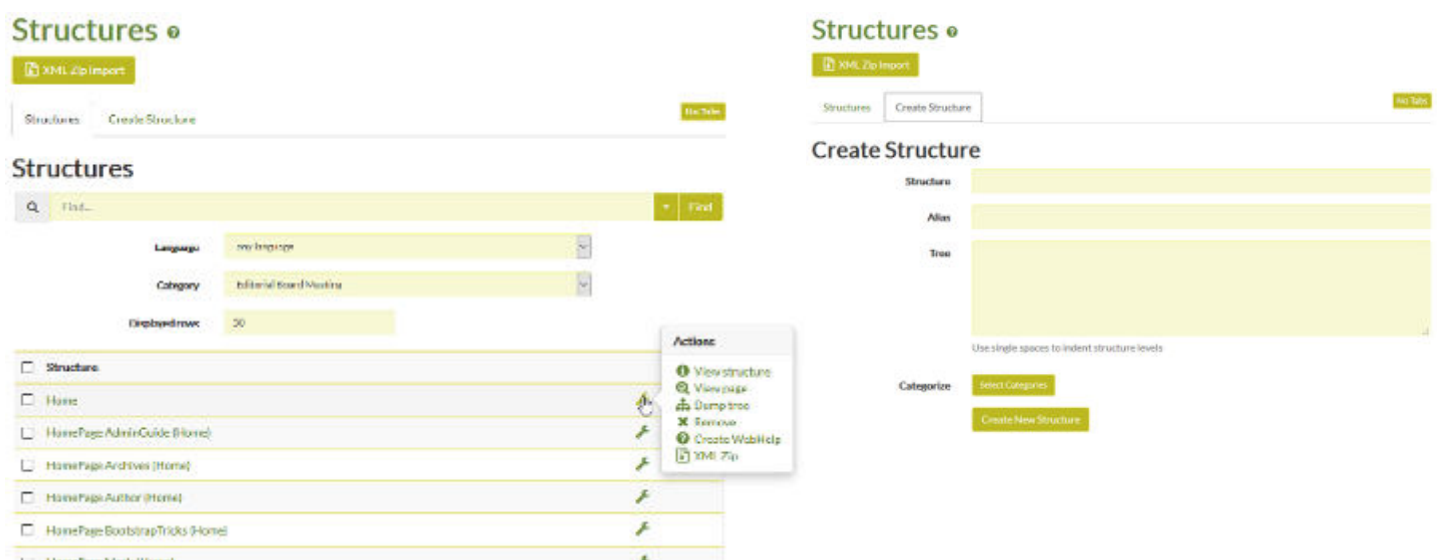 Structures
XML Zip Import
Structures
Create Structure
No Tabs
Structures
Find...
Find
Language
any language
Category
Editorial Board Meeting
Displayed rows
50
Structure
Home
HomePage AdminGuide (Home)
HomePage Archives (Home)
HomePage Author (Home)
HomePage BootstrapTricks (Home)
Actions
View structure
View page
Dump tree
Remove
Create WebHelp
XML Zip
Structures
XML Zip Import
Structures
Create Structure
No Tabs
Create Structure
Structure
Alias
Tree
Use single spaces to indent structure levels
Categorize
Select Categories
Create New Structure